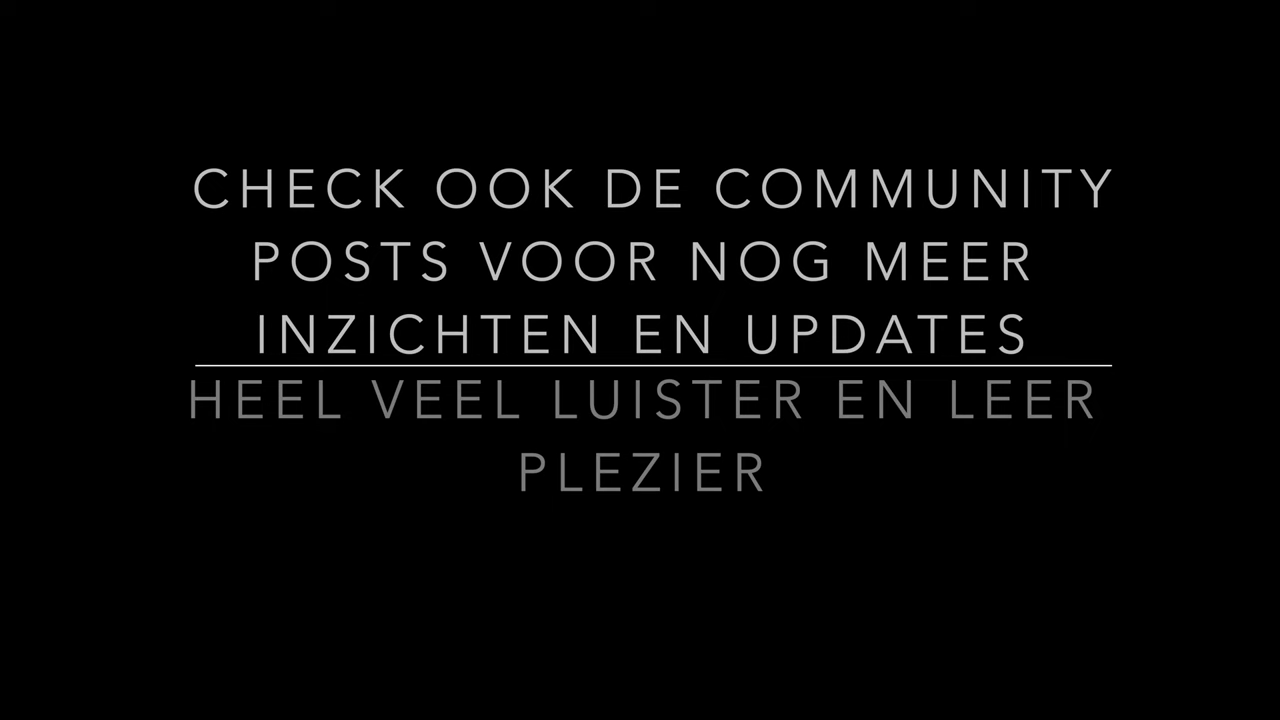 CHECK OOK DE COMMUNITY
POSTS VOOR NOG MEER
INZICHTEN EN UPDATES
HEEL VEEL LUISTER EN LEER
PLEZIER